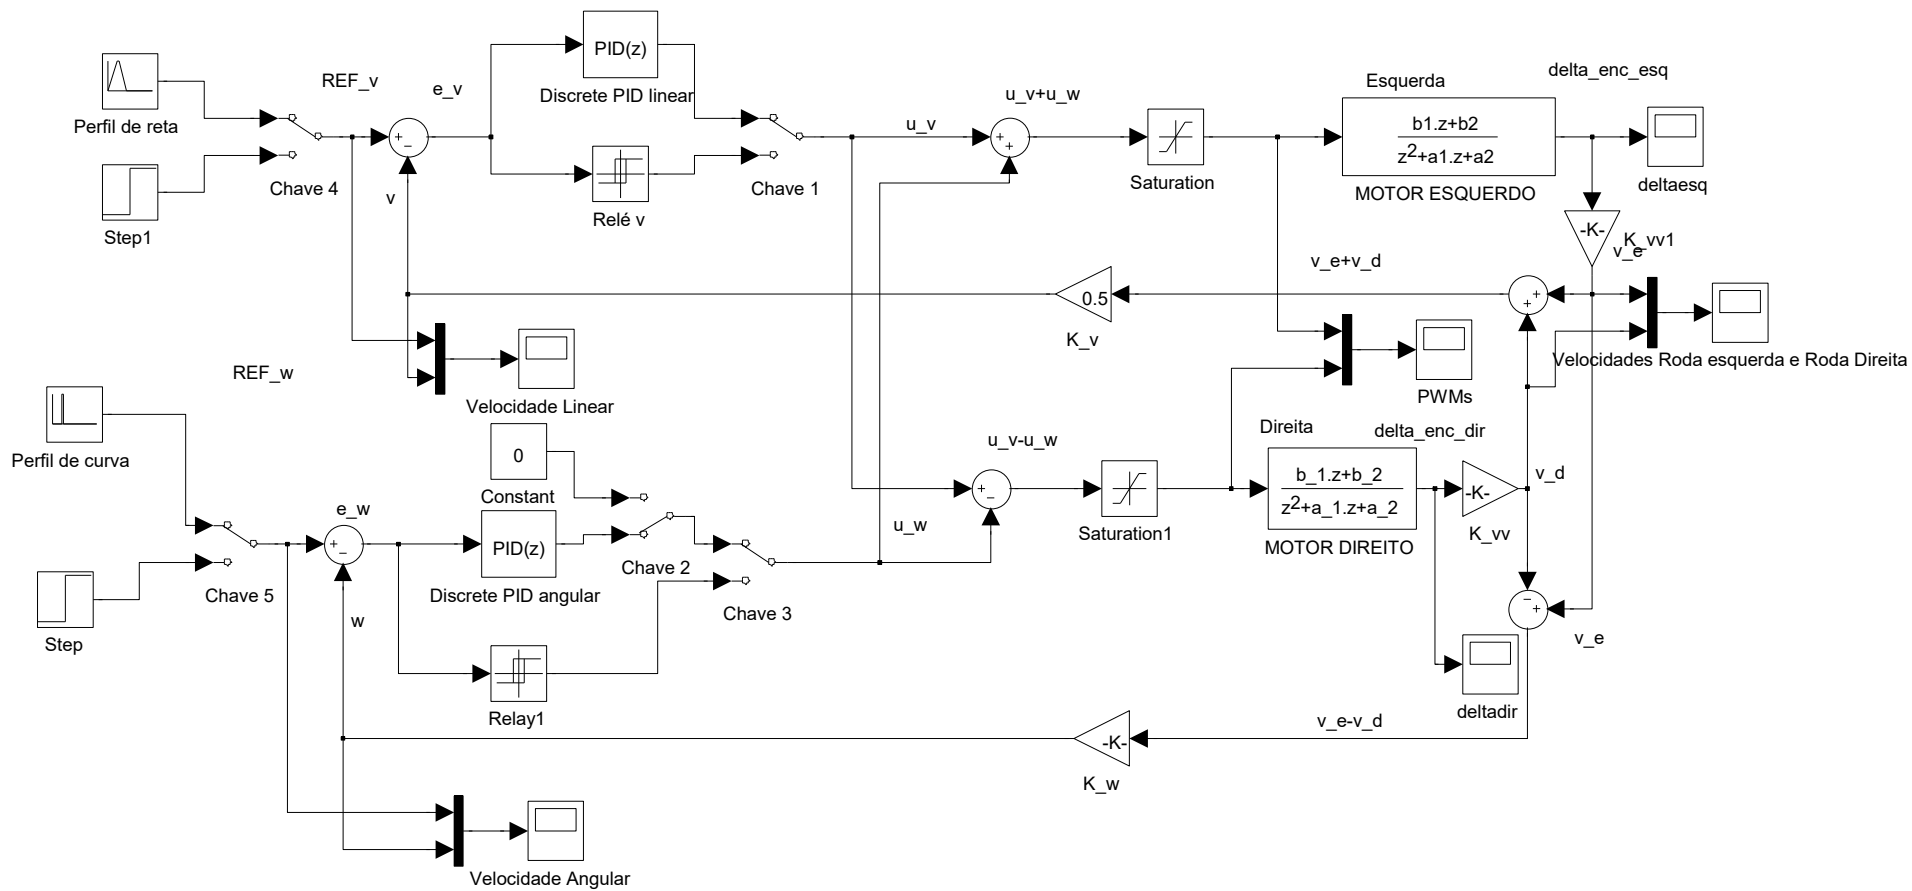 PID(z)
Discrete PID linear
Perfil de reta
REF_v
e_v
Chave 4
Step1
v
Relé v
Chave 1
u_v
u_v+u_w
Saturation
Esquerda
b1.z+b2
z2+a1.z+a2
MOTOR ESQUERDO
delta_enc_esq
deltaesq
-K-
K_vv1
v_e
v_e+v_d
0.5
K_v
Velocidades Roda esquerda e Roda Direita
PWMs
REF_w
Velocidade Linear
Perfil de curva
0
Constant
e_w
PID(z)
Discrete PID angular
Chave 2
Chave 5
Step
w
Chave 3
Relay1
u_w
u_v-u_w
Saturation1
Direita
delta_enc_dir
b_1.z+b_2
z2+a_1.z+a_2
MOTOR DIREITO
-K-
K_vv
v_d
v_e
deltadir
v_e-v_d
-K-
K_w
Velocidade Angular